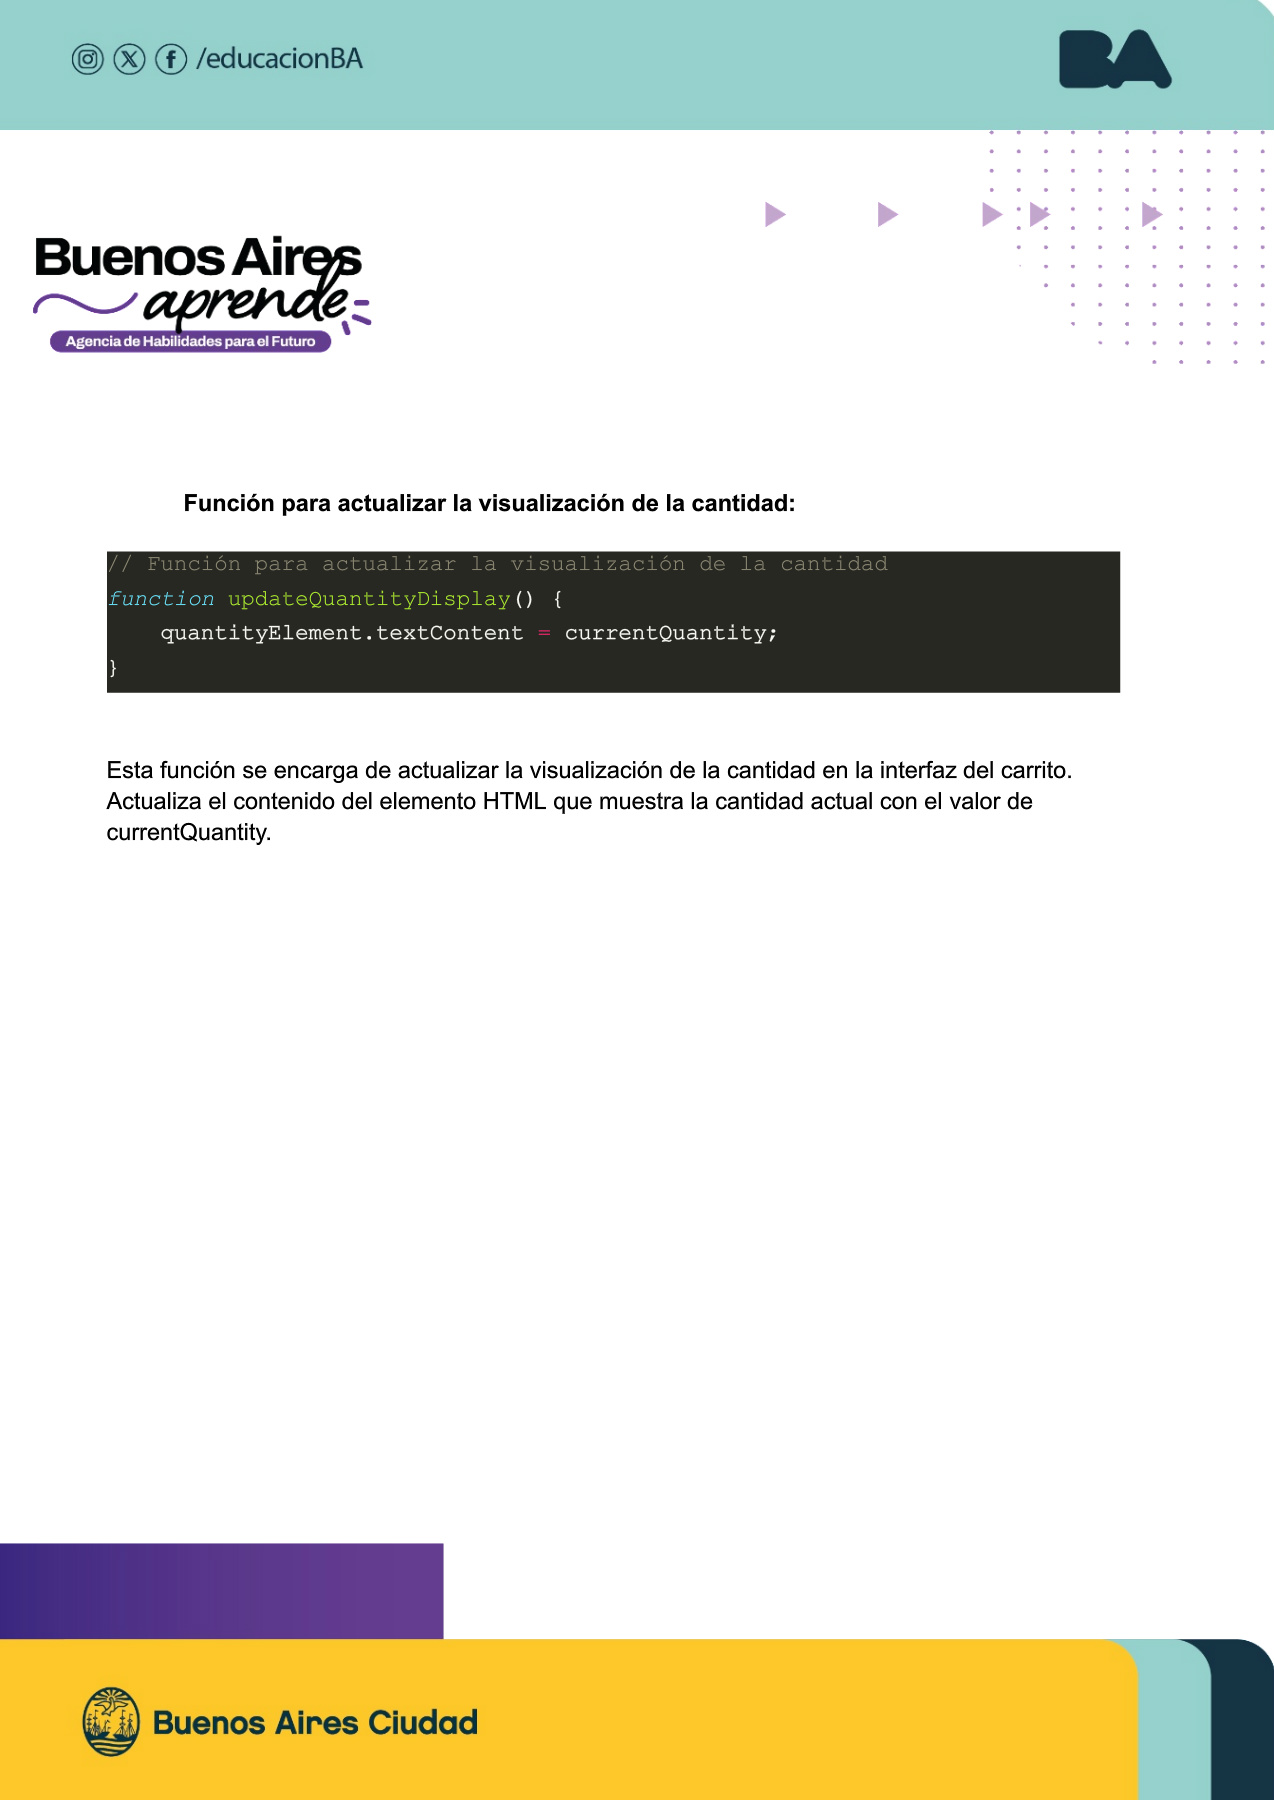 /educacionBA
BA
Buenos Aires
aprende
Agencia de Habilidades para el Futuro
Función para actualizar la visualización de la cantidad:
// Función para actualizar la visualización de la cantidad
function updateQuantityDisplay() {
    quantityElement.textContent = currentQuantity;
}
Esta función se encarga de actualizar la visualización de la cantidad en la interfaz del carrito.
Actualiza el contenido del elemento HTML que muestra la cantidad actual con el valor de
currentQuantity.
Buenos Aires Ciudad